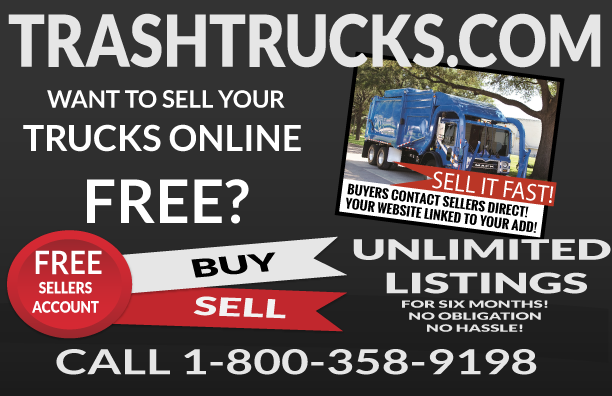 TRASHTRUCKS.COM
WANT TO SELL YOUR
TRUCKS ONLINE
FREE?
MACK
SELL IT FAST!
BUYERS CONTACT SELLERS DIRECT!
YOUR WEBSITE LINKED TO YOUR ADD!
FREE
SELLERS
ACCOUNT
BUY
SELL
UNLIMITED
LISTINGS
FOR SIX MONTHS!
NO OBLIGATION
NO HASSLE!
CALL 1-800-358-9198